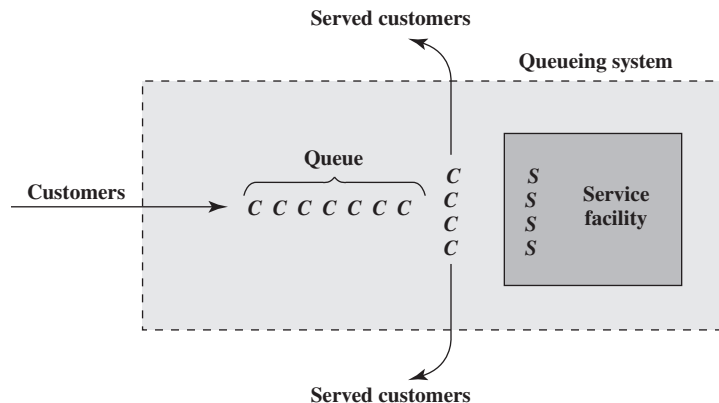 Served customers
Queueing system
Queue
Customers
C C C C C C C
C
C
C
C
S
S
S
S
Service
facility
Served customers